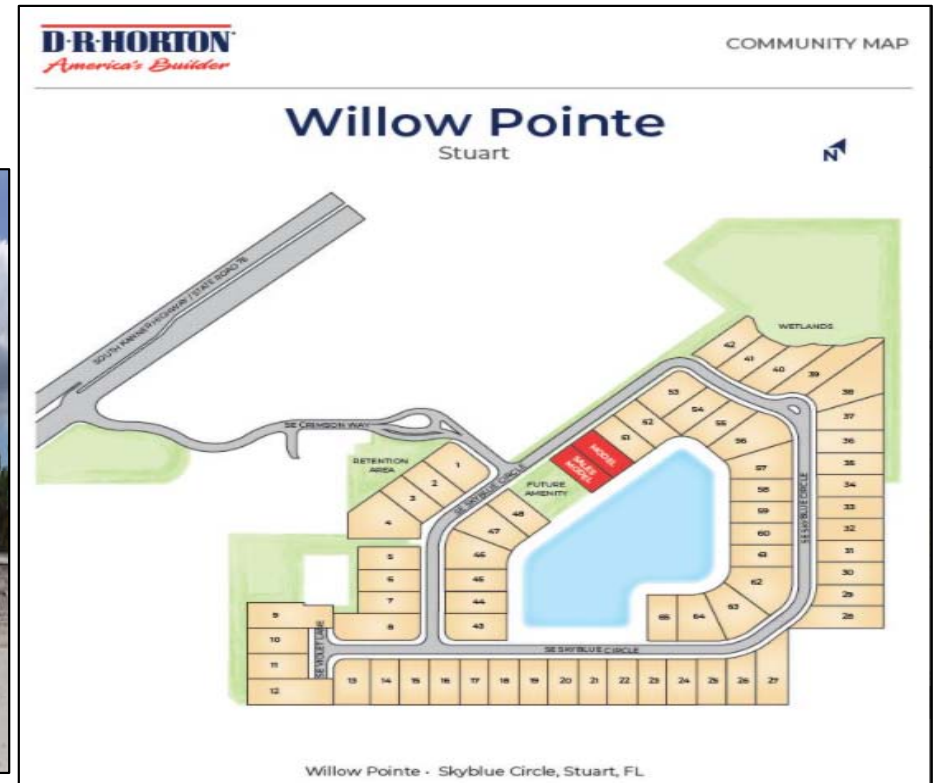 D·R·HORTON
America's Builder
COMMUNITY MAP
Willow Pointe
Stuart
N
SOUTH KANNER HIGHWAY / STATE ROAD 76
WETLANDS
42
41
40
39
38
37
36
35
34
33
32
31
30
29
28
53
54
52
55
51
56
MODEL
SALES MODEL
57
58
59
60
61
62
63
64
65
SE CRIMSON WAY
RETENTION AREA
1
2
3
4
FUTURE AMENITY
SE SKYBLUE CIRCLE
48
47
46
45
44
43
5
6
7
8
9
10
11
12
SE VIOLET LANE
SE SKYBLUE CIRCLE
SE SKYBLUE CIRCLE
13 14 15 16 17 18 19 20 21 22 23 24 25 26 27
Willow Pointe - Skyblue Circle, Stuart, FL